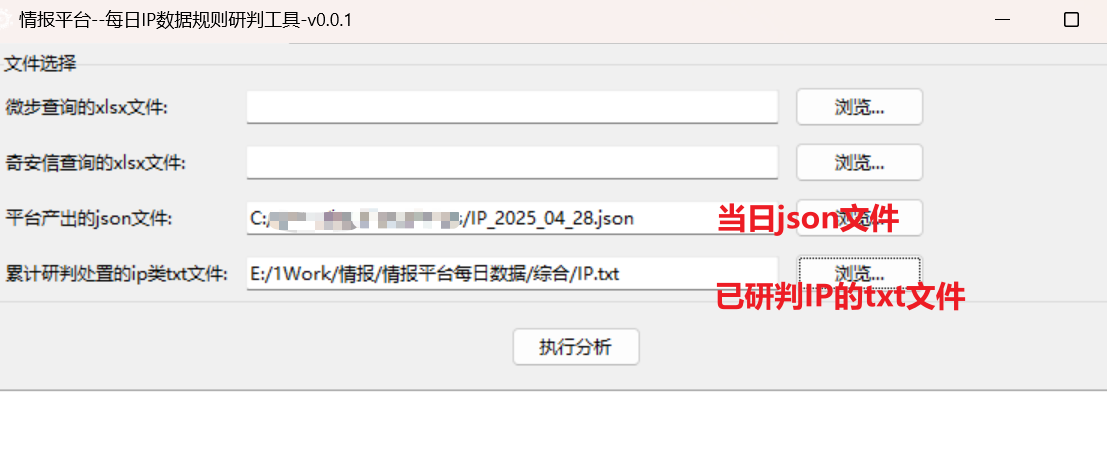 情报平台--每日IP数据规则研判工具-v0.0.1
文件选择
微步查询的xlsx文件:
浏览...
奇安信查询的xlsx文件:
浏览...
平台产出的json文件:
C:/ /IP_2025_04_28.json
当日json文件
浏览...
累计研判处置的ip类txt文件:
E:/1Work/情报/情报平台每日数据/综合/IP.txt
浏览...
已研判IP的txt文件
执行分析